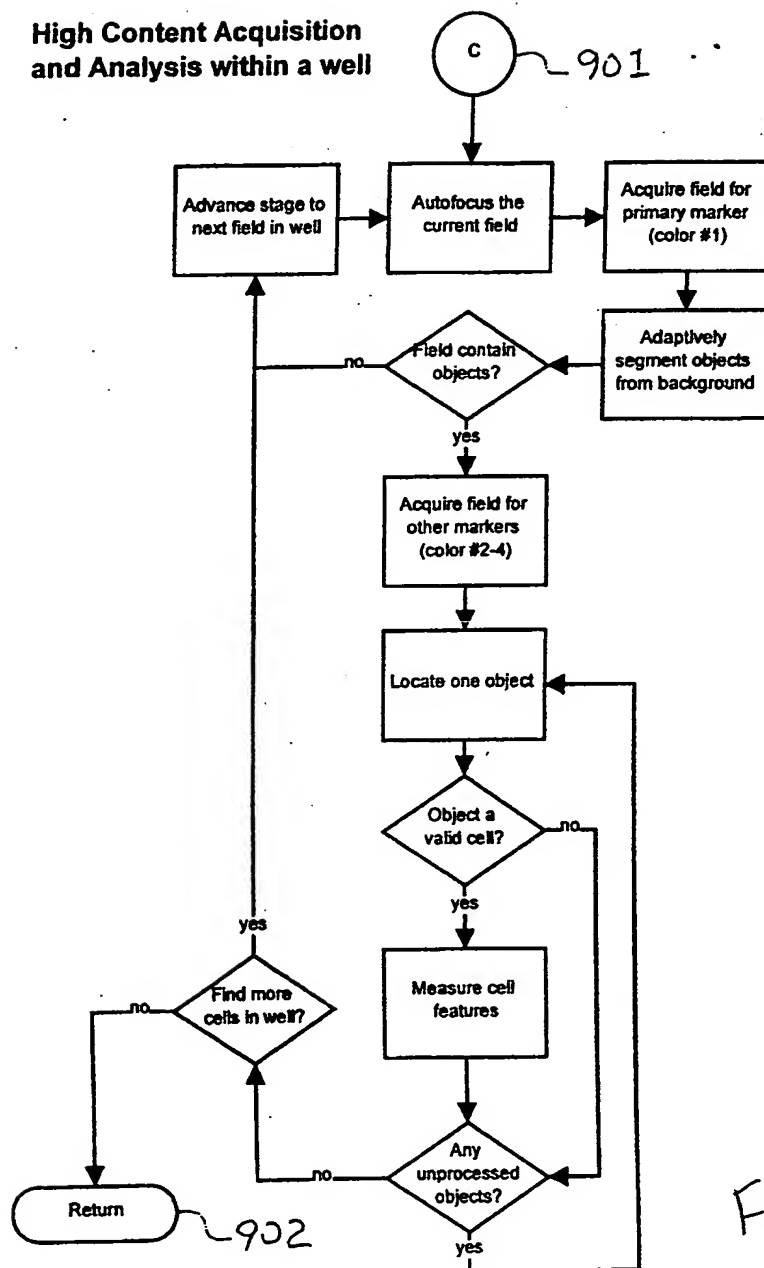 High Content Acquisition
and Analysis within a well
C
901
Advance stage to
next field in well
Autofocus the
current field
Acquire field for
primary marker
(color #1)
Field contain
objects?
no
Adaptively
segment objects
from background
yes
Acquire field for
other markers
(color #2-4)
Locate one object
Object a
valid cell?
no
yes
yes
Measure cell
features
Find more
cells in well?
no
Any
unprocessed
objects?
no
Return
902
yes
F